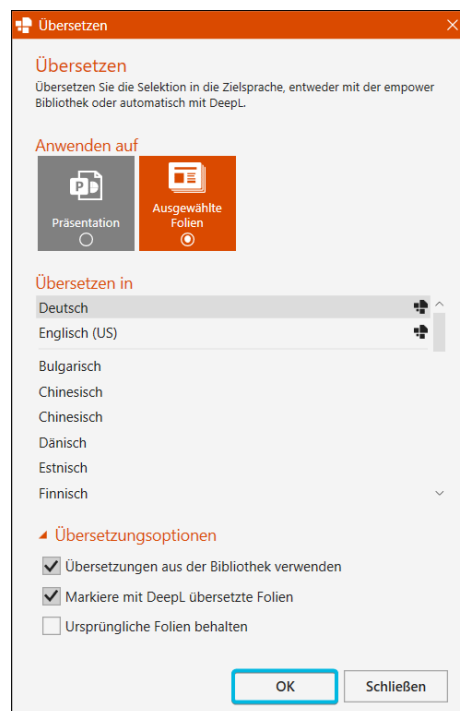 Übersetzen
Übersetzen
Übersetzen Sie die Selektion in die Zielsprache, entweder mit der empower
Bibliothek oder automatisch mit DeepL.
Anwenden auf
Präsentation
Ausgewählte
Folien
Übersetzen in
Deutsch
Englisch (US)
Bulgarisch
Chinesisch
Chinesisch
Dänisch
Estnisch
Finnisch
Übersetzungsoptionen
Übersetzungen aus der Bibliothek verwenden
Markiere mit DeepL übersetzte Folien
Ursprüngliche Folien behalten
OK
Schließen